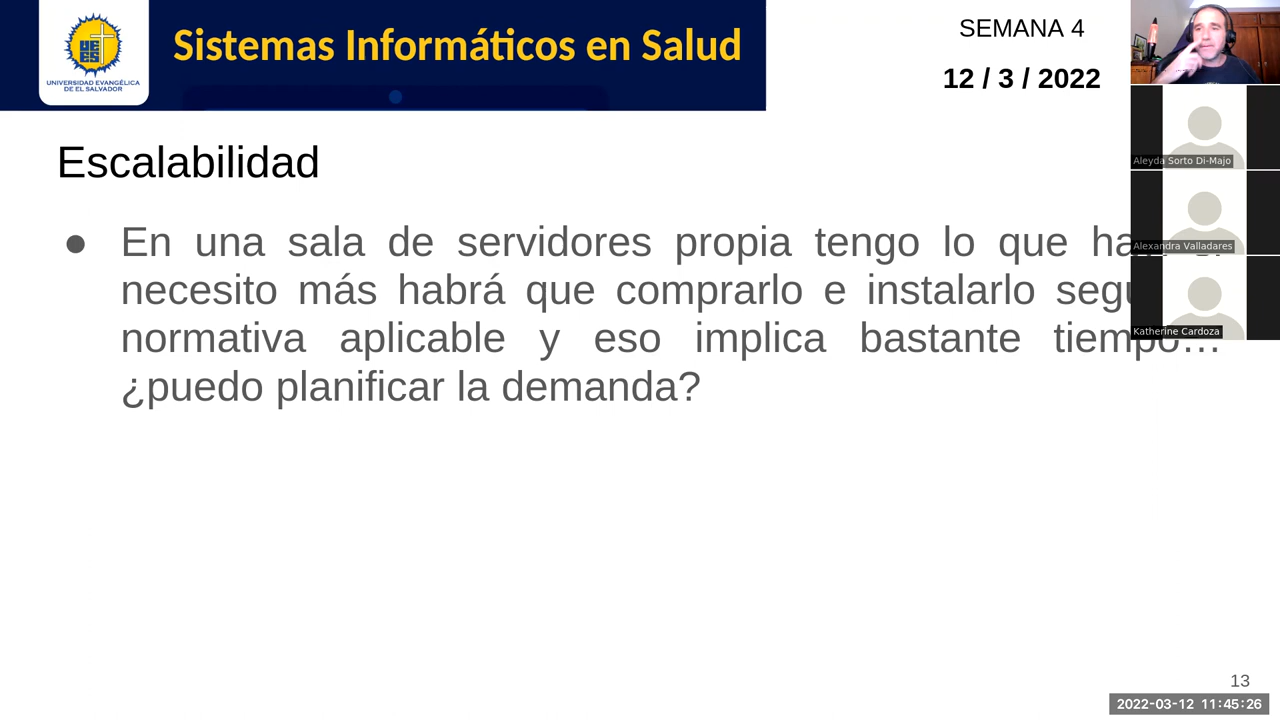 UNIVERSIDAD EVANGÉLICA
DE EL SALVADOR
Sistemas Informáticos en Salud
SEMANA 4
12 / 3 / 2022
Escalabilidad
● En una sala de servidores propia tengo lo que
necesito más habrá que comprarlo e instalarlo
normativa aplicable y eso implica bastante tiempo…
¿puedo planificar la demanda?
Aleyda Sorto Di-Majo
Alexandra Valladares
Katherine Cardoza
13
2022-03-12 11:45:26